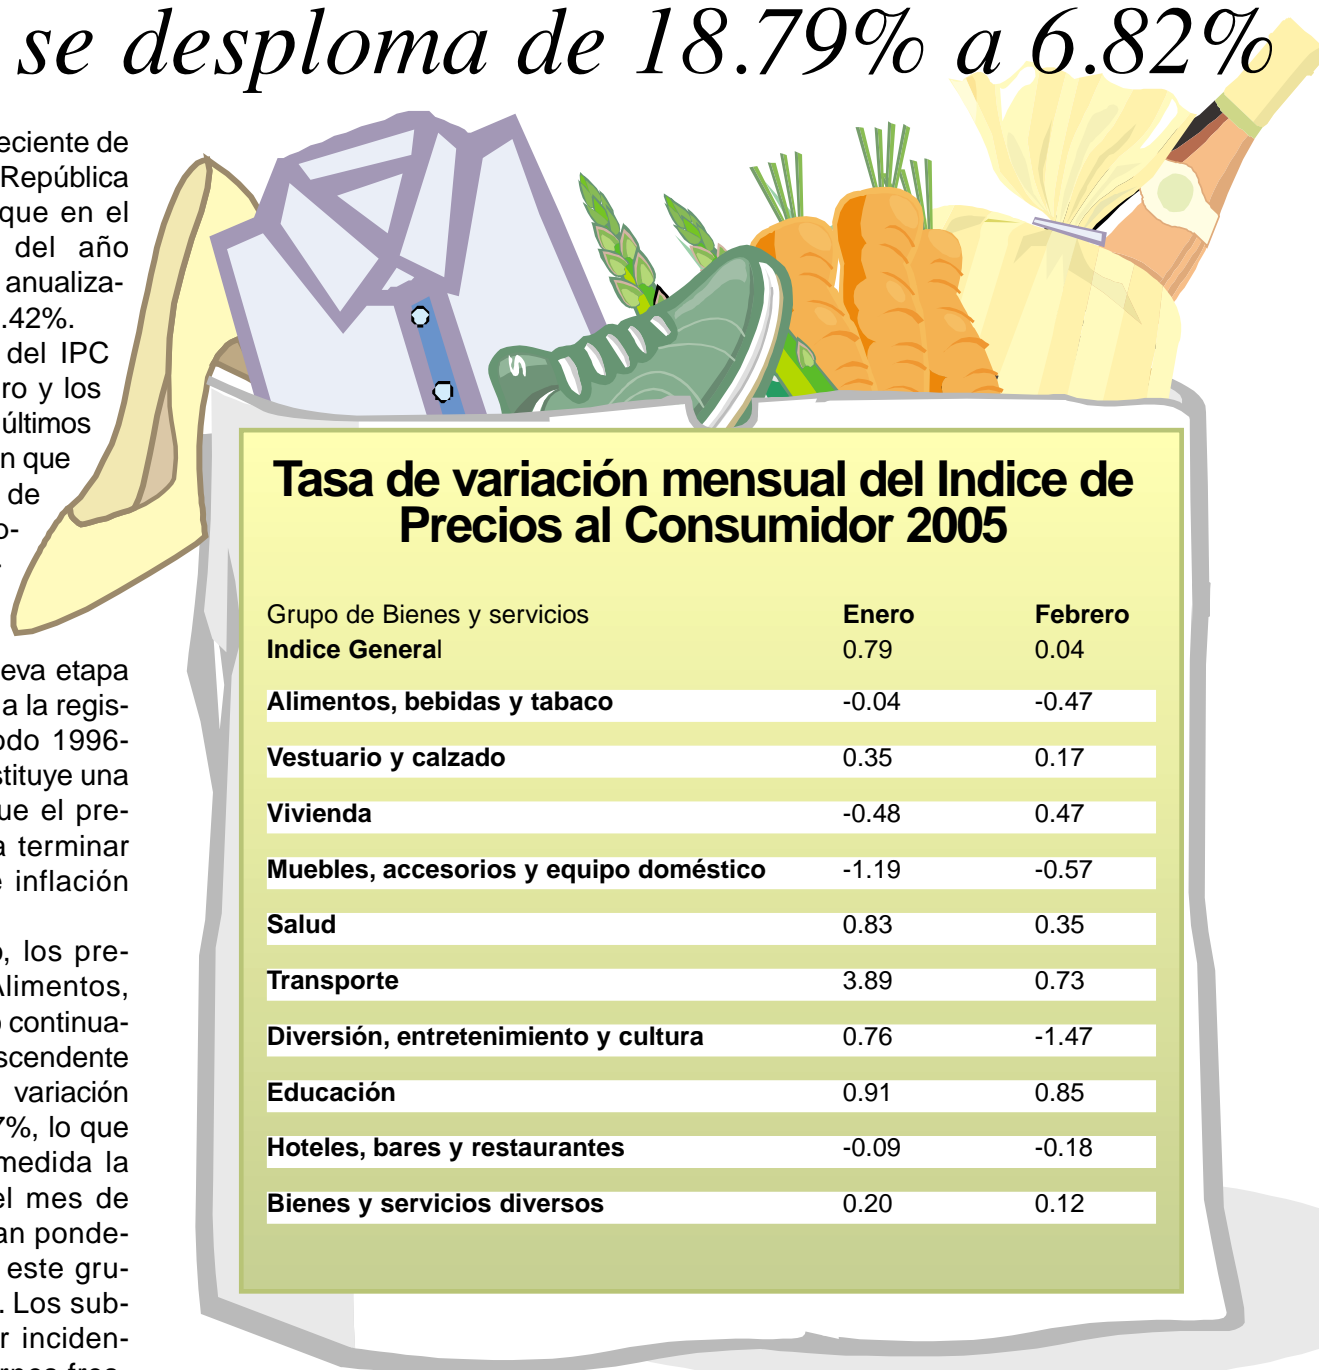 se desploma de 18.79% a 6.82%
eciente de
República
que en el
del año
anualiza-
.42%.
del IPC
ro y los
últimos
n que
de
o-
.
eva etapa
a la regis-
odo 1996-
stituye una
ue el pre-
a terminar
e inflación
o, los pre-
Alimentos,
o continua-
scendente
variación
7%, lo que
medida la
el mes de
an ponde-
este gru-
. Los sub-
r inciden-
rnes fres-
Tasa de variación mensual del Indice de
Precios al Consumidor 2005
Grupo de Bienes y servicios Enero Febrero
Indice General 0.79 0.04
Alimentos, bebidas y tabaco -0.04 -0.47
Vestuario y calzado 0.35 0.17
Vivienda -0.48 0.47
Muebles, accesorios y equipo doméstico -1.19 -0.57
Salud 0.83 0.35
Transporte 3.89 0.73
Diversión, entretenimiento y cultura 0.76 -1.47
Educación 0.91 0.85
Hoteles, bares y restaurantes -0.09 -0.18
Bienes y servicios diversos 0.20 0.12